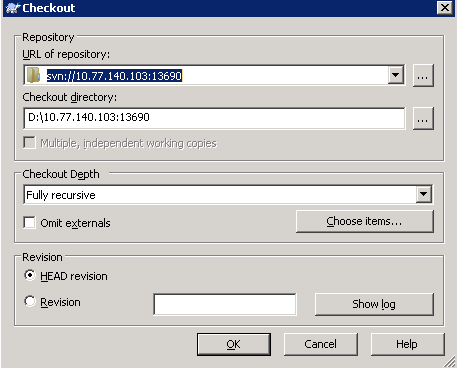 Checkout
Repository
URL of repository:
svn://10.77.140.103:13690
...
Checkout directory:
D:\10.77.140.103:13690
...
Multiple, independent working copies
Checkout Depth
Fully recursive
Omit externals
Choose items...
Revision
HEAD revision
Revision
Show log
OK
Cancel
Help